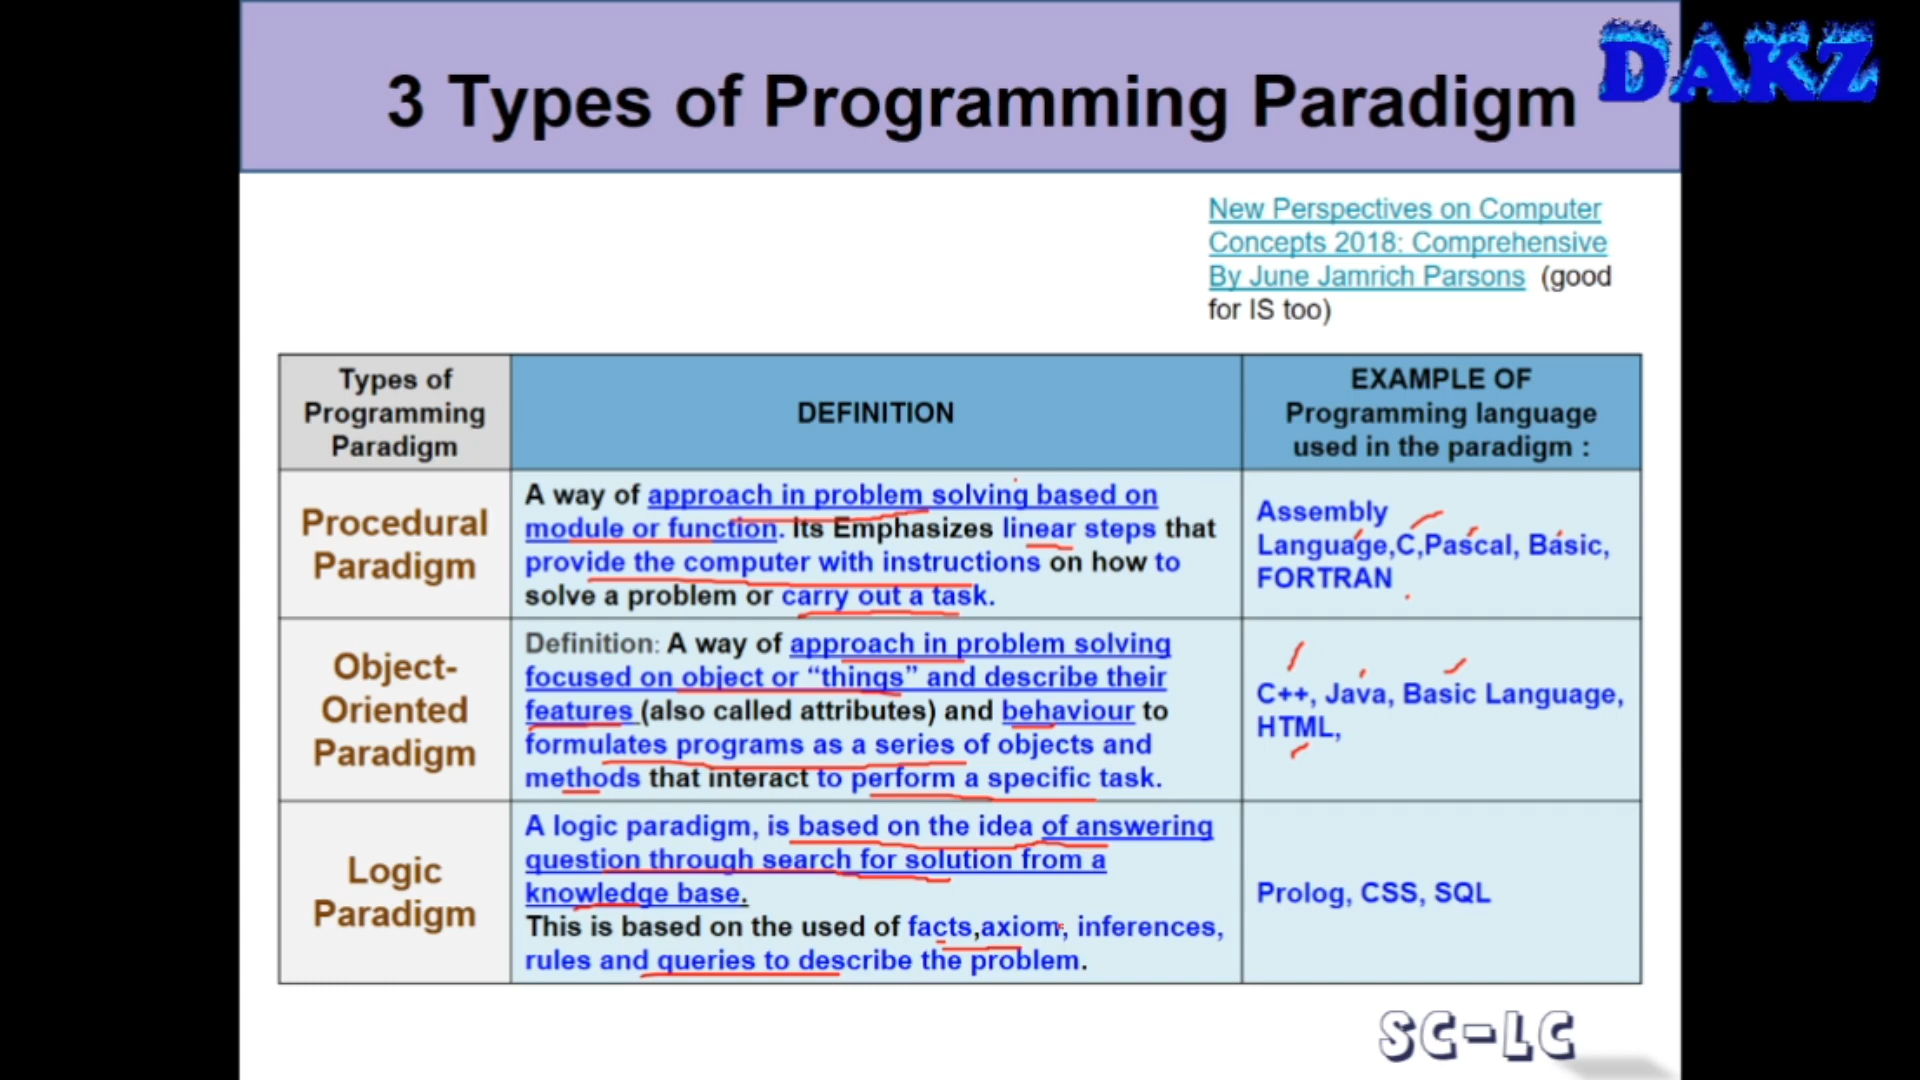 3 Types of Programming Paradigm
DAKZ
New Perspectives on Computer
Concepts 2018: Comprehensive
By June Jamrich Parsons (good
for IS too)
Types of
Programming
Paradigm
DEFINITION
EXAMPLE OF
Programming language
used in the paradigm :
Procedural
Paradigm
A way of approach in problem solving based on
module or function. Its Emphasizes linear steps that
provide the computer with instructions on how to
solve a problem or carry out a task.
Assembly
Language,C,Pascal, Basic,
FORTRAN
Object-
Oriented
Paradigm
Definition: A way of approach in problem solving
focused on object or “things” and describe their
features (also called attributes) and behaviour to
formulates programs as a series of objects and
methods that interact to perform a specific task.
C++, Java, Basic Language,
HTML,
Logic
Paradigm
A logic paradigm, is based on the idea of answering
question through search for solution from a
knowledge base.
This is based on the used of facts,axiom, inferences,
rules and queries to describe the problem.
Prolog, CSS, SQL
SC-LC